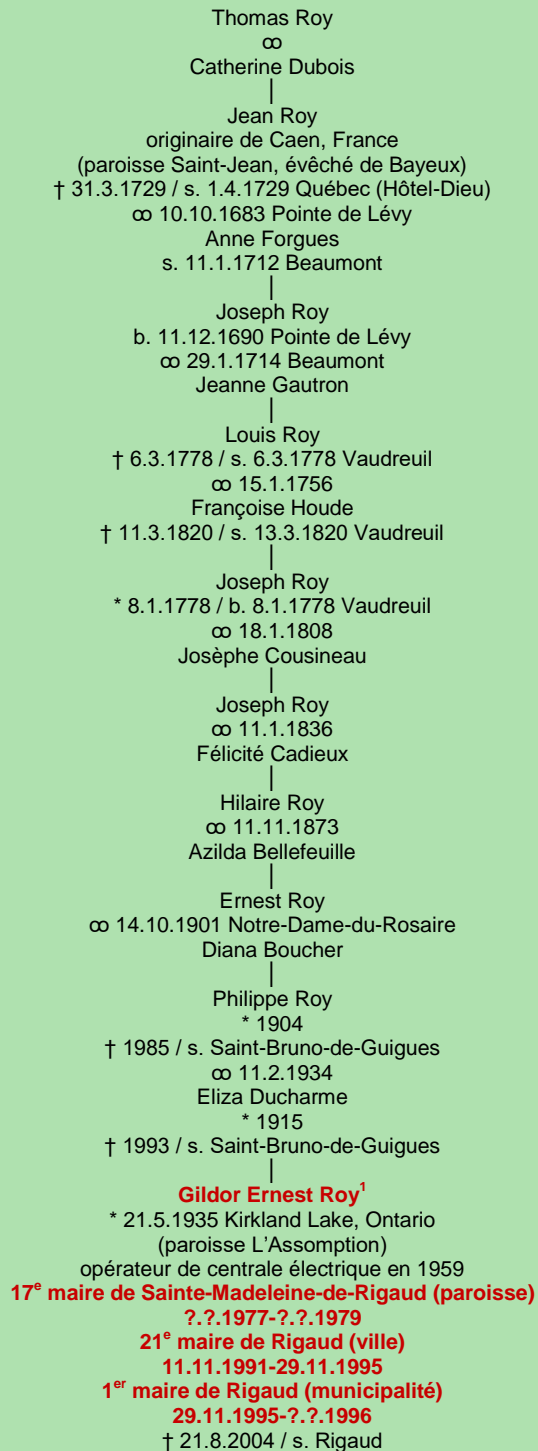 Thomas Roy
ꝏ
Catherine Dubois
|
Jean Roy
originaire de Caen, France
(paroisse Saint-Jean, évêché de Bayeux)
† 31.3.1729 / s. 1.4.1729 Québec (Hôtel-Dieu)
ꝏ 10.10.1683 Pointe de Lévy
Anne Forgues
s. 11.1.1712 Beaumont
|
Joseph Roy
b. 11.12.1690 Pointe de Lévy
ꝏ 29.1.1714 Beaumont
Jeanne Gautron
|
Louis Roy
† 6.3.1778 / s. 6.3.1778 Vaudreuil
ꝏ 15.1.1756
Françoise Houde
† 11.3.1820 / s. 13.3.1820 Vaudreuil
|
Joseph Roy
* 8.1.1778 / b. 8.1.1778 Vaudreuil
ꝏ 18.1.1808
Josèphe Cousineau
|
Joseph Roy
ꝏ 11.1.1836
Félicité Cadieux
|
Hilaire Roy
ꝏ 11.11.1873
Azilda Bellefeuille
|
Ernest Roy
ꝏ 14.10.1901 Notre-Dame-du-Rosaire
Diana Boucher
|
Philippe Roy
* 1904
† 1985 / s. Saint-Bruno-de-Guigues
ꝏ 11.2.1934
Eliza Ducharme
* 1915
† 1993 / s. Saint-Bruno-de-Guigues
|
Gildor Ernest Roy¹
* 21.5.1935 Kirkland Lake, Ontario
(paroisse L'Assomption)
opérateur de centrale électrique en 1959
17e maire de Sainte-Madeleine-de-Rigaud (paroisse)
?.?.1977-?.?.1979
21e maire de Rigaud (ville)
11.11.1991-29.11.1995
1er maire de Rigaud (municipalité)
29.11.1995-?.?.1996
† 21.8.2004 / s. Rigaud